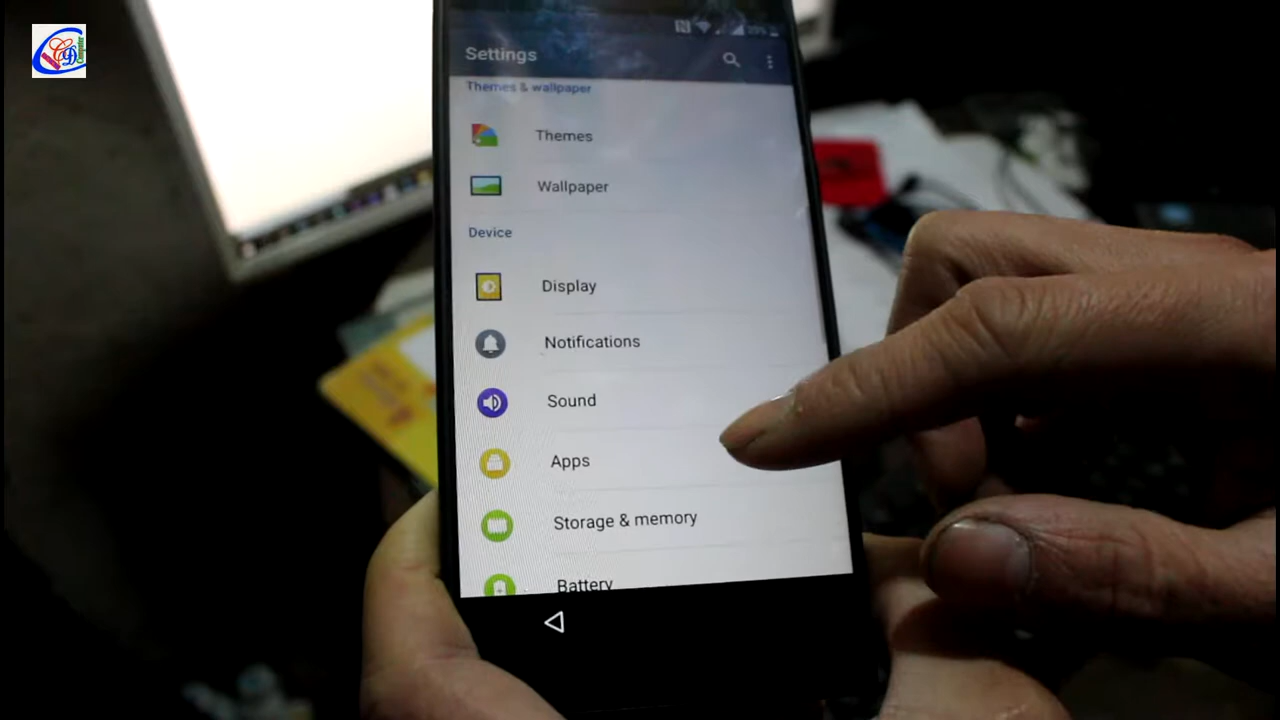 Settings
Themes & wallpaper
Themes
Wallpaper
Device
Display
Notifications
Sound
Apps
Storage & memory
Battery